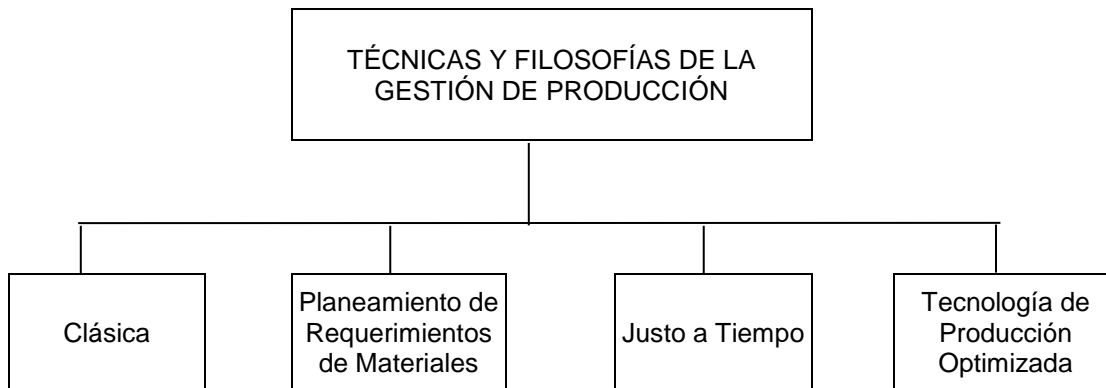 TÉCNICAS Y FILOSOFÍAS DE LA
GESTIÓN DE PRODUCCIÓN
Clásica
Planeamiento de
Requerimientos
de Materiales
Justo a Tiempo
Tecnología de
Producción
Optimizada